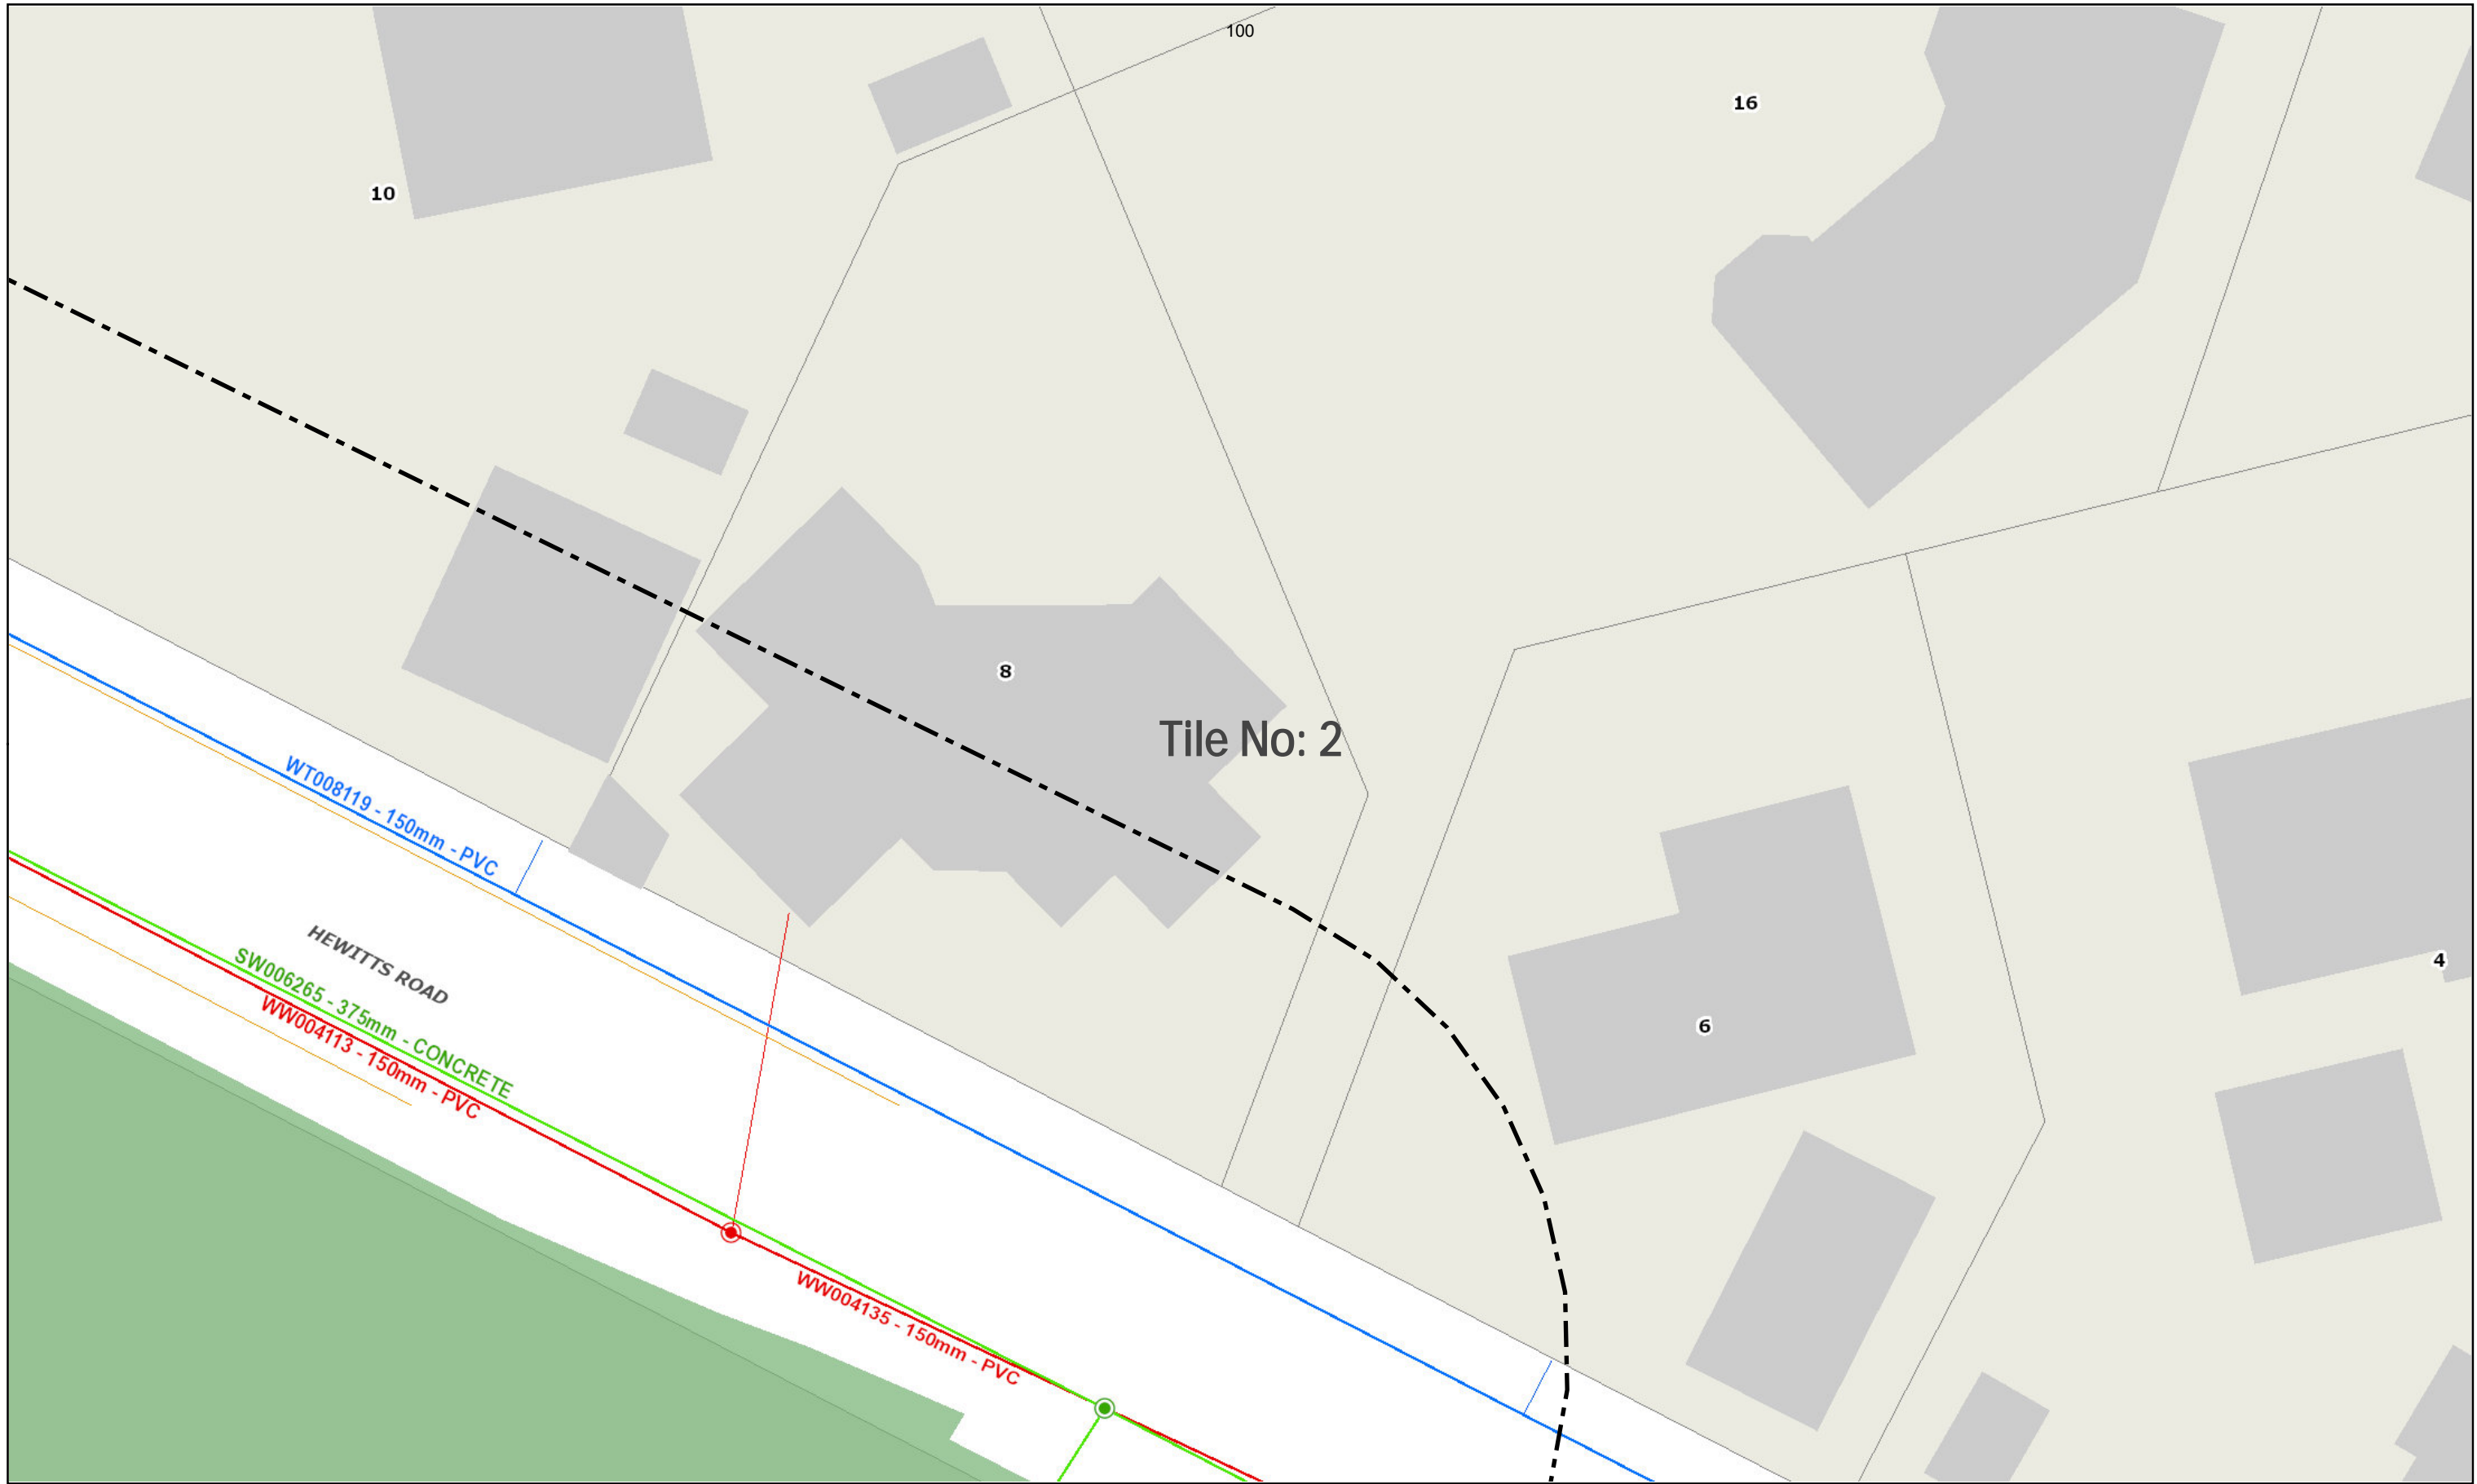 100
16
10
8
Tile No: 2
WT008119 - 150mm - PVC
HEWITTS ROAD
SW006265 - 375mm - CONCRETE
WW004113 - 150mm - PVC
4
6
WW004135 - 150mm - PVC